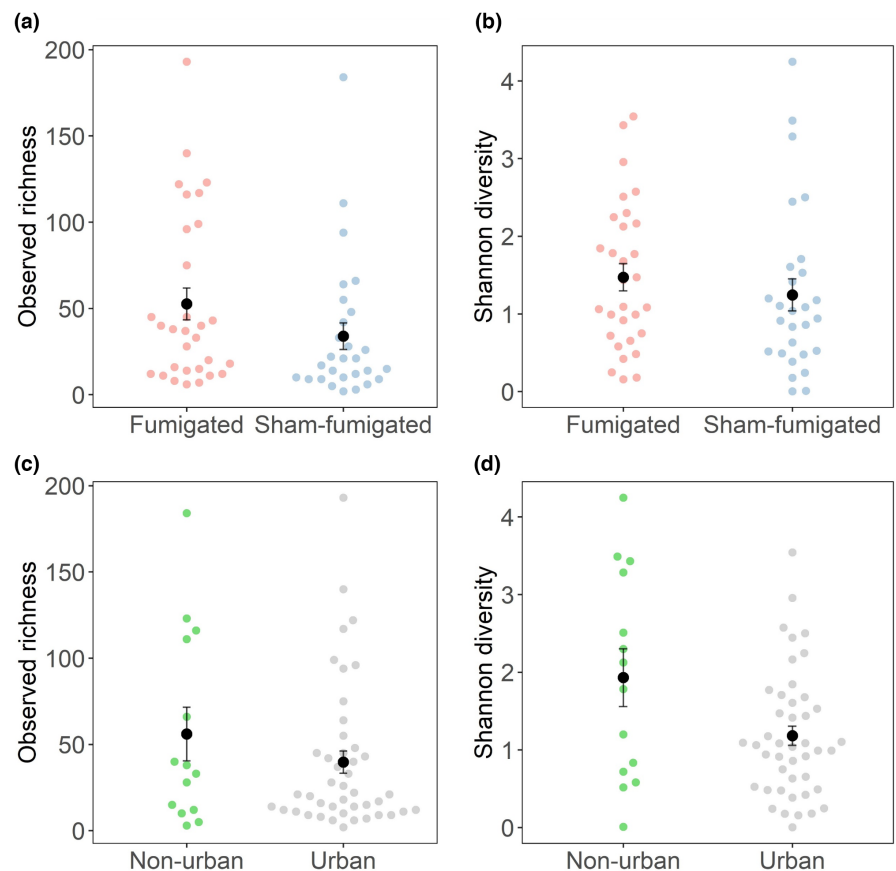 (a)
Observed richness
200
150
100
50
0
Fumigated Sham-fumigated
(b)
Shannon diversity
4
3
2
1
0
Fumigated Sham-fumigated
(c)
Observed richness
200
150
100
50
0
Non-urban Urban
(d)
Shannon diversity
4
3
2
1
0
Non-urban Urban